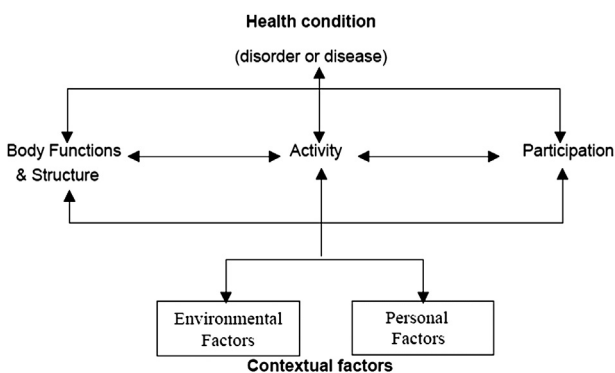 Health condition
(disorder or disease)
Body Functions
& Structure
Activity
Participation
Environmental
Factors
Personal
Factors
Contextual factors